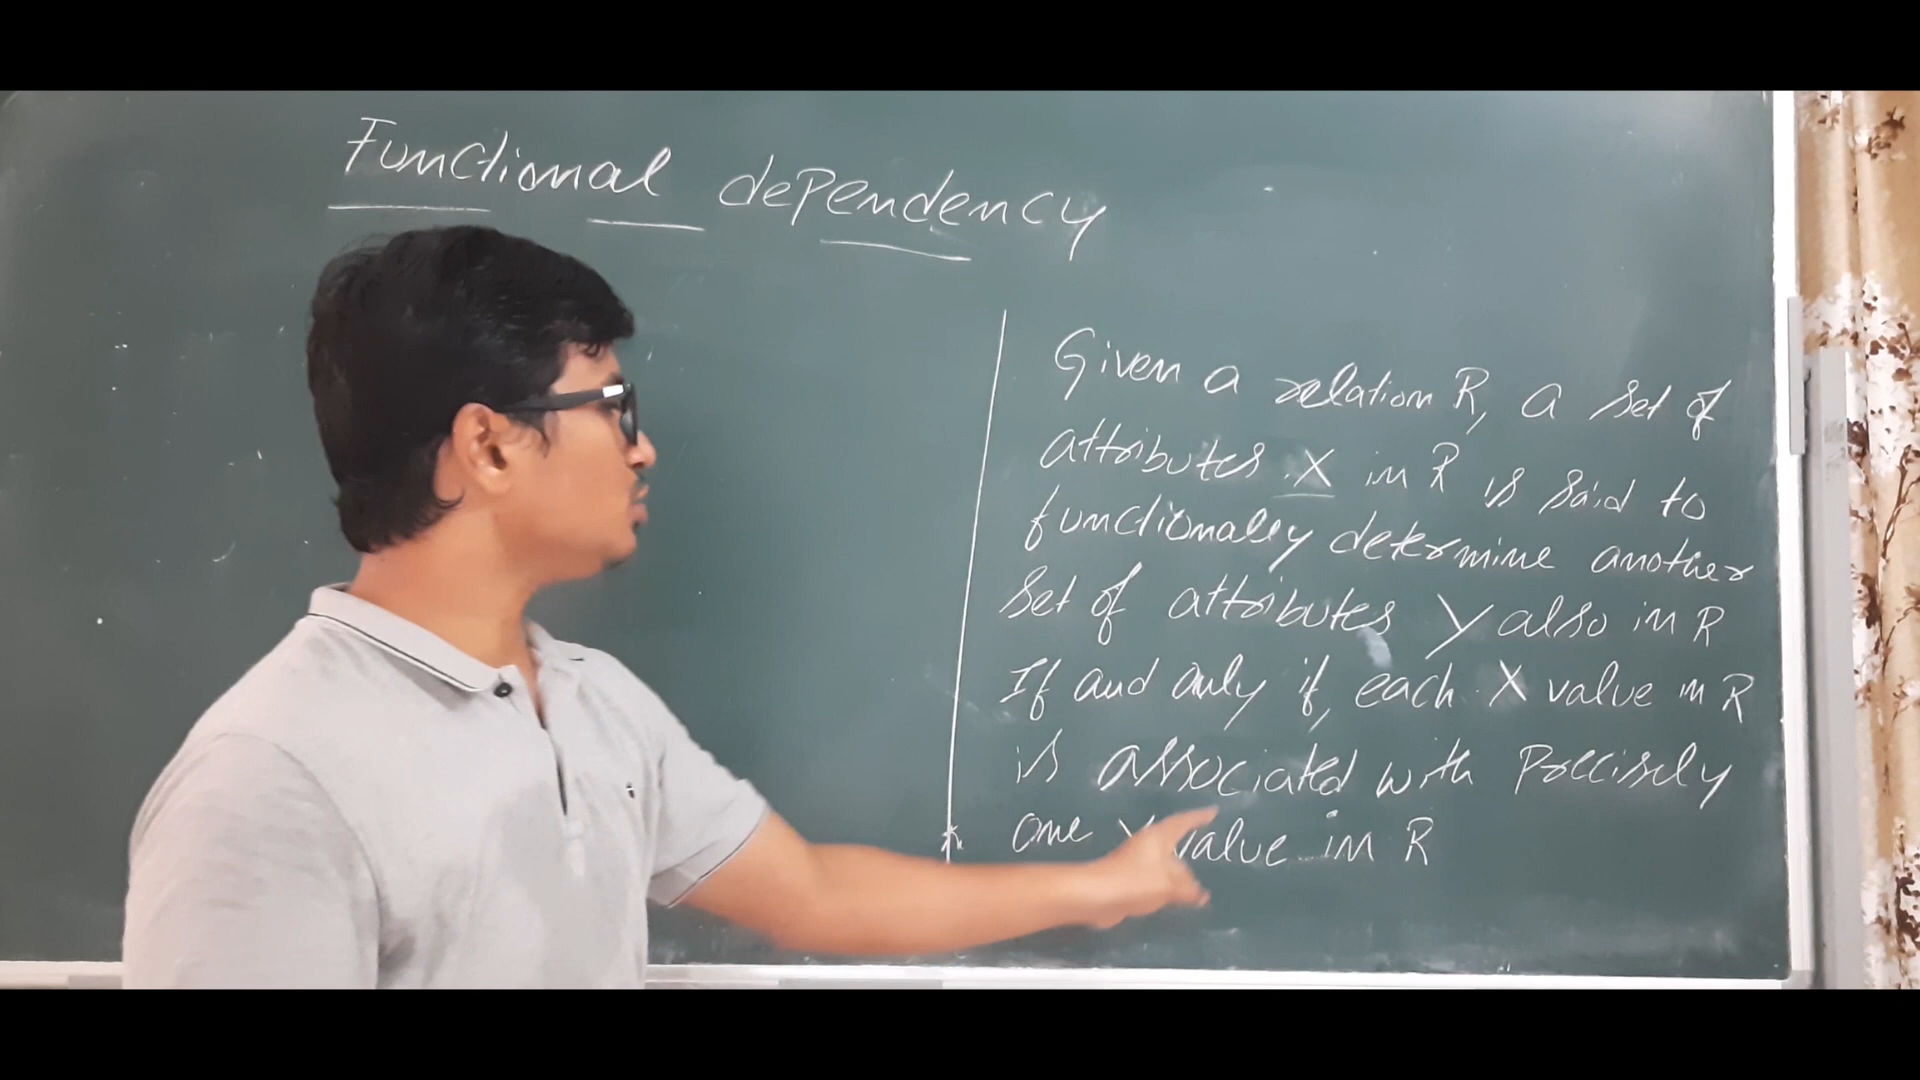 Functional dependency
Given a relation R, a set of
attributes X in R is said to
functionally determine another
set of attributes Y also in R
If and only if, each X value in R
is associated with precisely
one Y value in R